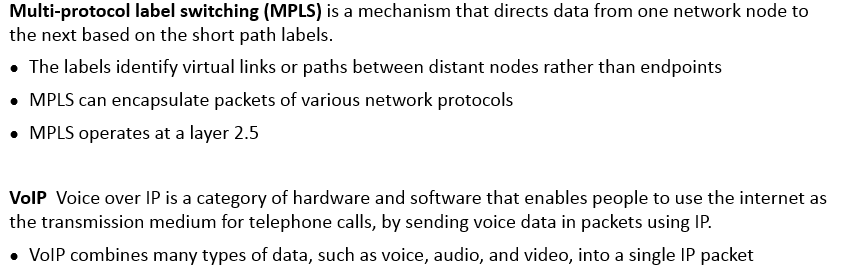 Multi-protocol label switching (MPLS) is a mechanism that directs data from one network node to
the next based on the short path labels.
• The labels identify virtual links or paths between distant nodes rather than endpoints
• MPLS can encapsulate packets of various network protocols
• MPLS operates at a layer 2.5
VoIP Voice over IP is a category of hardware and software that enables people to use the internet as
the transmission medium for telephone calls, by sending voice data in packets using IP.
• VoIP combines many types of data, such as voice, audio, and video, into a single IP packet